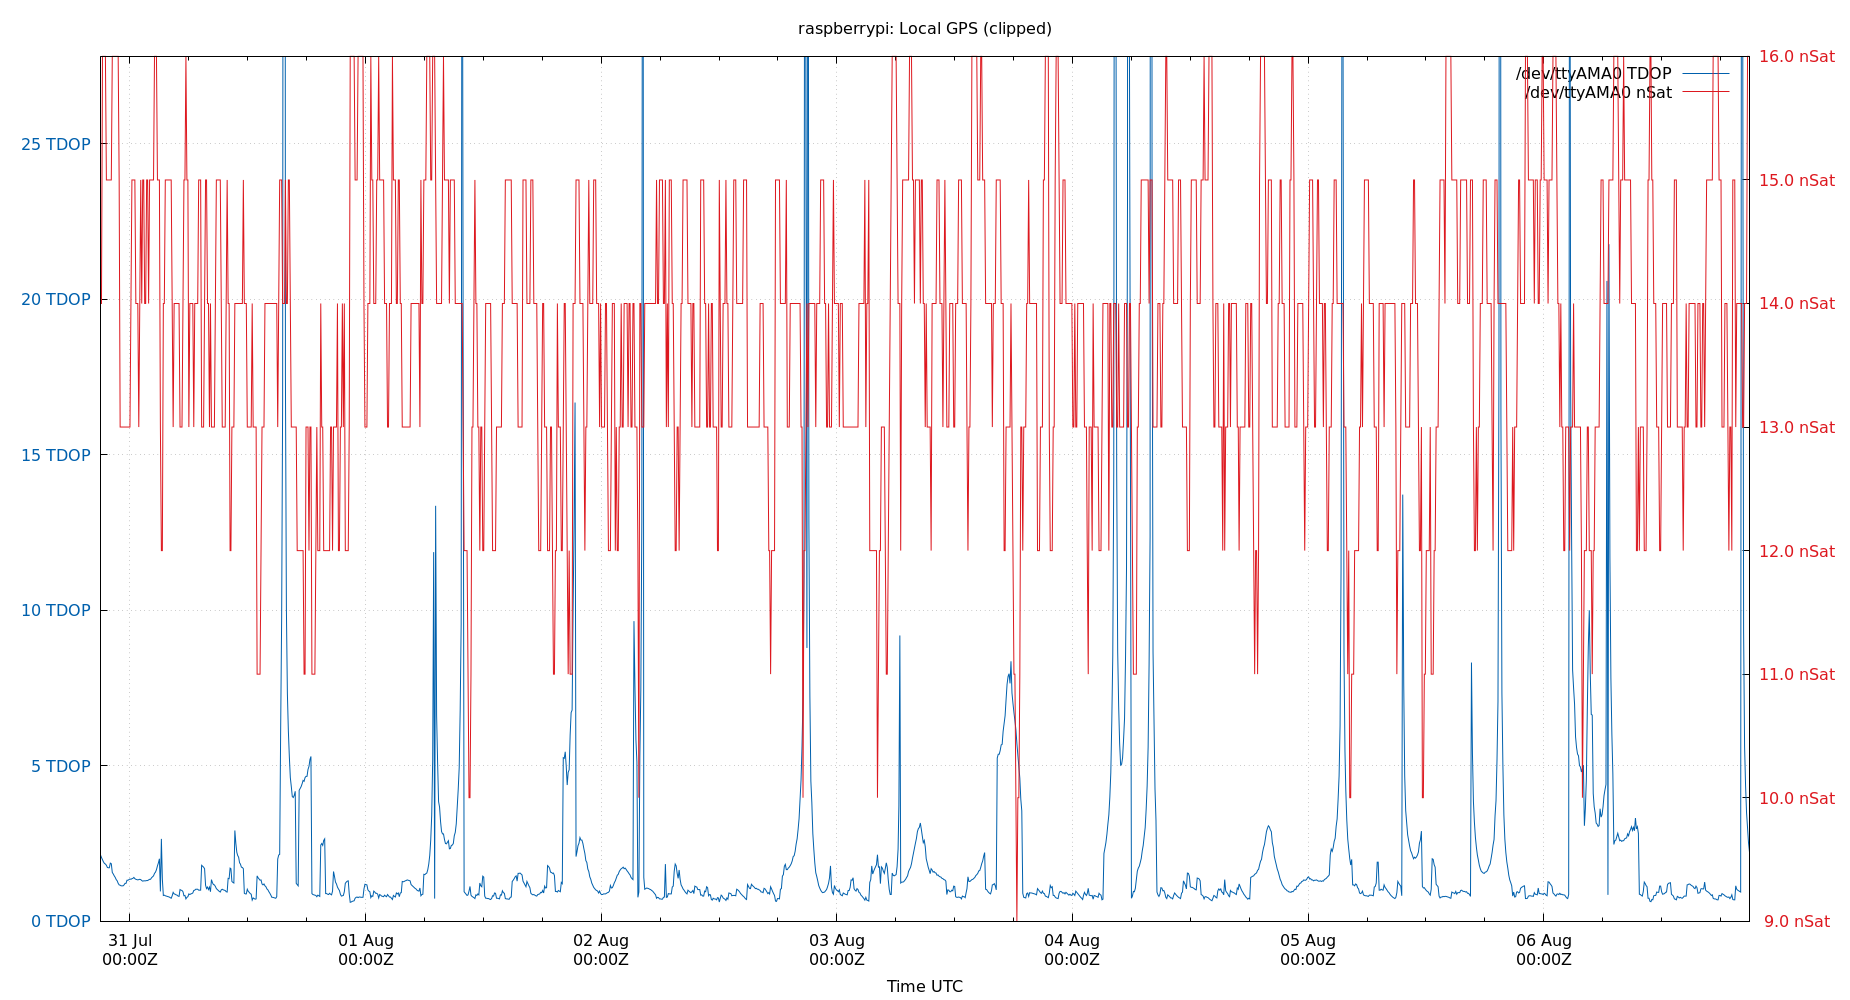 raspberrypi: Local GPS (clipped)
/dev/ttyAMA0 TDOP
/dev/ttyAMA0 nSat
25 TDOP
20 TDOP
15 TDOP
10 TDOP
5 TDOP
0 TDOP
16.0 nSat
15.0 nSat
14.0 nSat
13.0 nSat
12.0 nSat
11.0 nSat
10.0 nSat
9.0 nSat
31 Jul 01 Aug 02 Aug 03 Aug 04 Aug 05 Aug 06 Aug
00:00Z 00:00Z 00:00Z 00:00Z 00:00Z 00:00Z 00:00Z
Time UTC